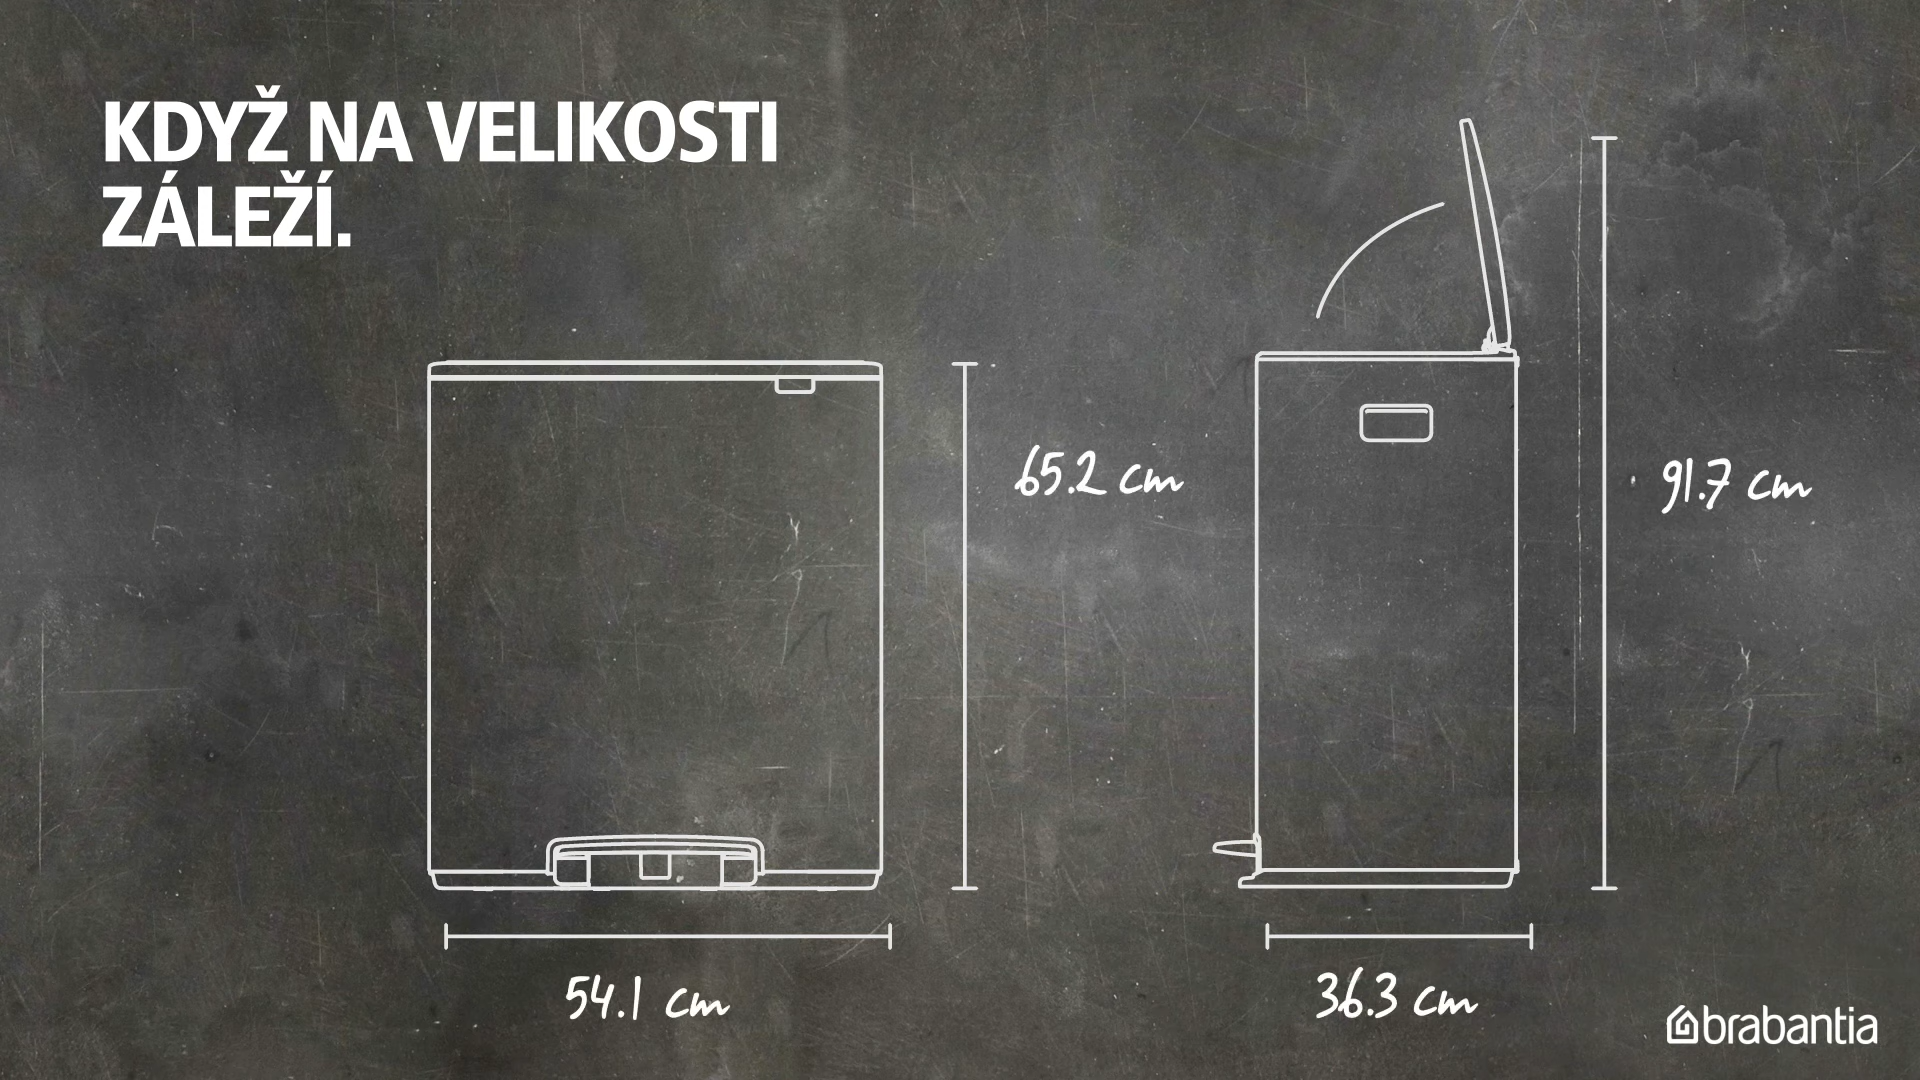 KDYŽ NA VELIKOSTI
ZÁLEŽÍ.
65.2 cm
91.7 cm
54.1 cm
36.3 cm
brabantia